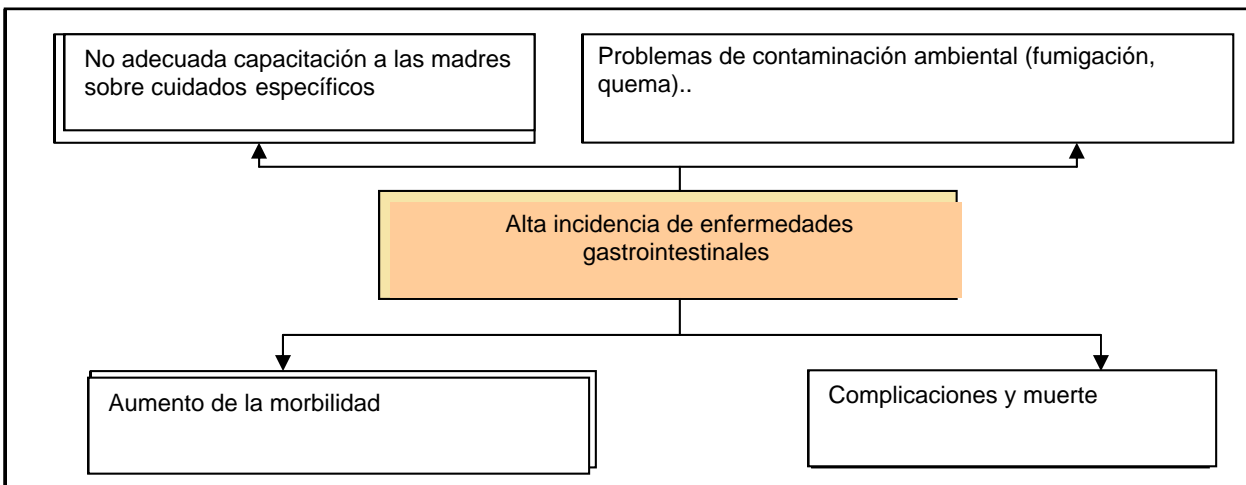 No adecuada capacitación a las madres
sobre cuidados específicos
Problemas de contaminación ambiental (fumigación,
quema)..
Alta incidencia de enfermedades
gastrointestinales
Aumento de la morbilidad
Complicaciones y muerte